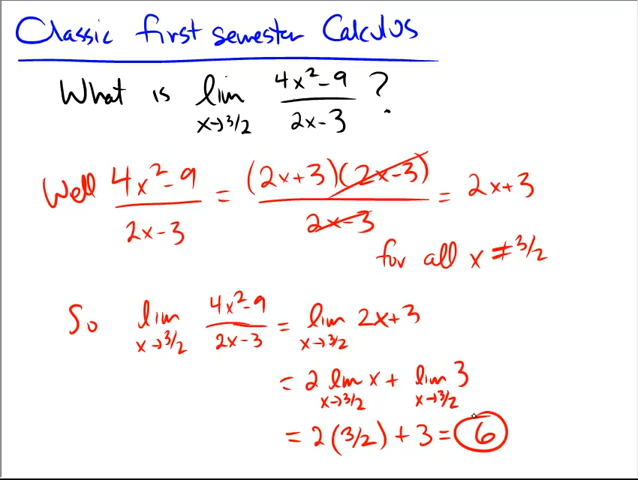 Classic first semester Calculus
What is lim x→3/2 (4x²-9)/(2x-3) ?
Well (4x²-9)/(2x-3) = ((2x+3)(2x-3))/(2x-3) = 2x+3
for all x ≠ 3/2
So lim x→3/2 (4x²-9)/(2x-3) = lim x→3/2 2x+3
= 2 lim x→3/2 x + lim x→3/2 3
= 2(3/2) + 3 = 6